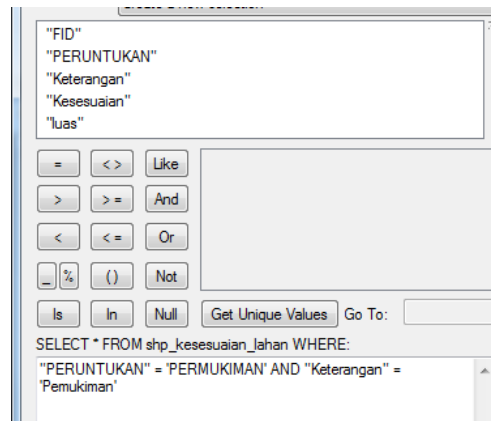 "FID"
"PERUNTUKAN"
"Keterangan"
"Kesesuaian"
"luas"
= < > Like
> > = And
< < = Or
_ % ( ) Not
Is In Null Get Unique Values Go To:
SELECT * FROM shp_kesesuaian_lahan WHERE:
"PERUNTUKAN" = 'PERMUKIMAN' AND "Keterangan" =
'Pemukiman'